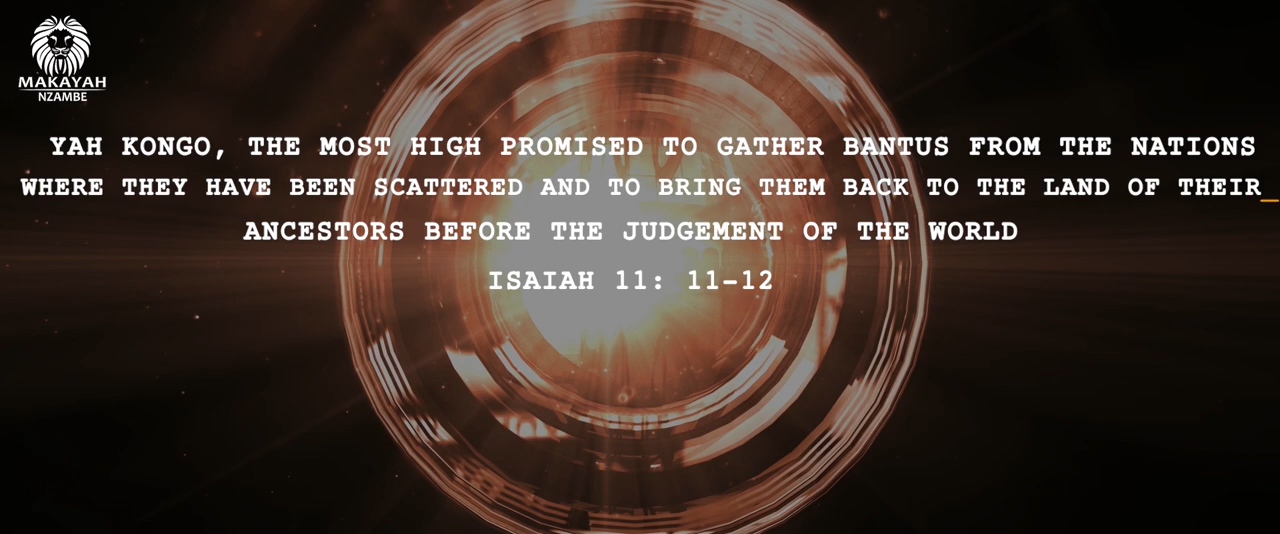 MAKAYAH
NZAMBE
YAH KONGO, THE MOST HIGH PROMISED TO GATHER BANTUS FROM THE NATIONS
WHERE THEY HAVE BEEN SCATTERED AND TO BRING THEM BACK TO THE LAND OF THEIR_
ANCESTORS BEFORE THE JUDGEMENT OF THE WORLD
ISAIAH 11: 11-12